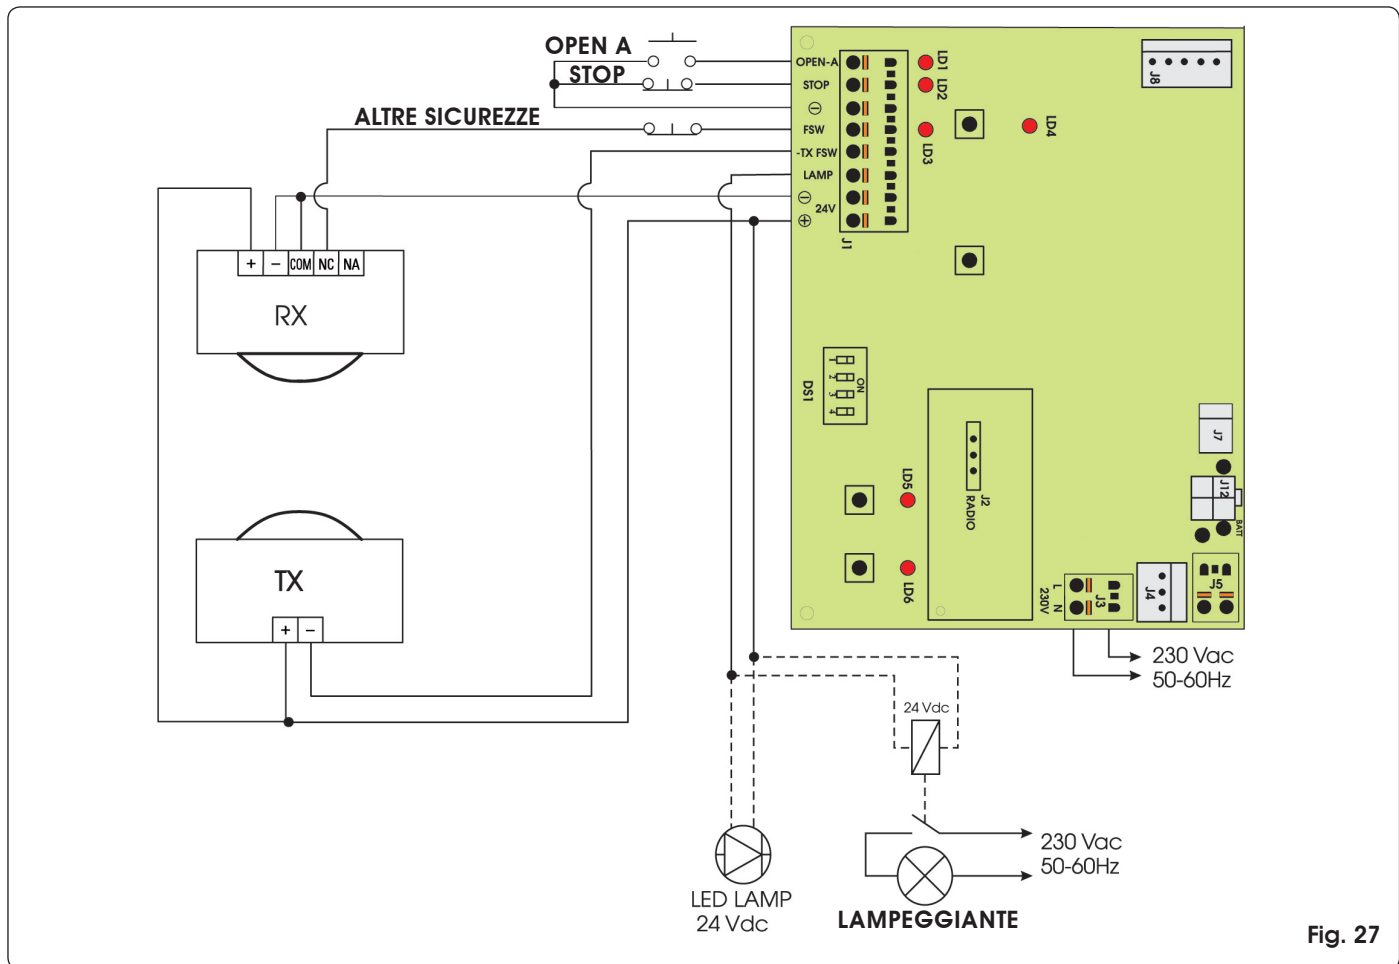 OPEN A
STOP
ALTRE SICUREZZE
OPEN-A
STOP
FSW
-TX FSW
LAMP
24V
J1
LD1
LD2
LD3
LD4
J8
+ − COM NC NA
RX
TX
+ −
DS1
1
2
3
4
ON
LD5
LD6
J2
RADIO
J7
J12
BATT
L
N
230V
J3
J4
J5
230 Vac
50-60Hz
24 Vdc
LED LAMP
24 Vdc
LAMPEGGIANTE
230 Vac
50-60Hz
Fig. 27